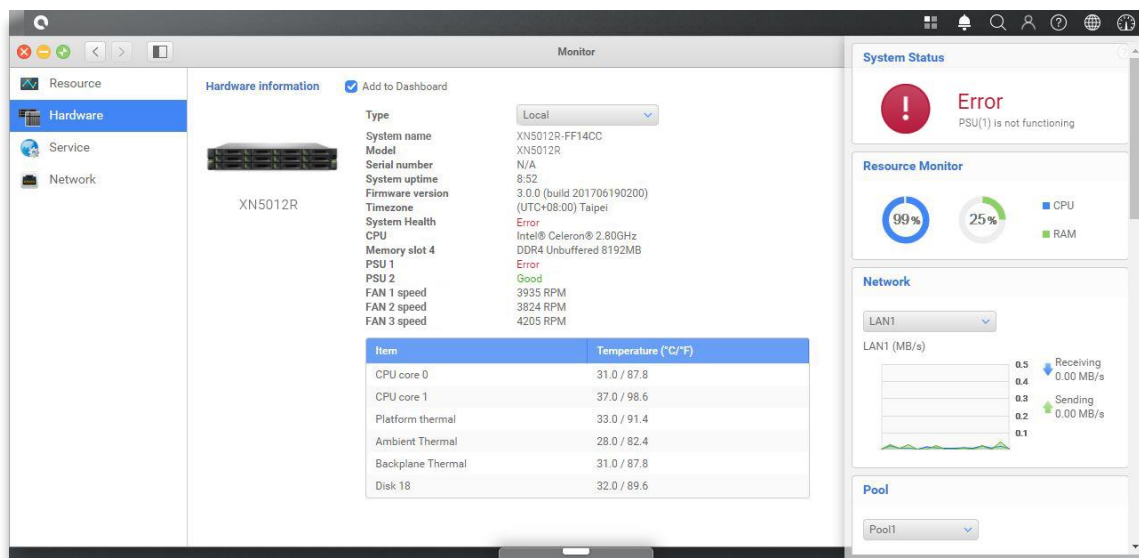 Monitor
Resource
Hardware
Service
Network
Hardware information
Add to Dashboard
XN5012R
Type Local
System name XN5012R-FF14CC
Model XN5012R
Serial number N/A
System uptime 8:52
Firmware version 3.0.0 (build 201706190200)
Timezone (UTC+08:00) Taipei
System Health Error
CPU Intel® Celeron® 2.80GHz
Memory slot 4 DDR4 Unbuffered 8192MB
PSU 1 Error
PSU 2 Good
FAN 1 speed 3935 RPM
FAN 2 speed 3824 RPM
FAN 3 speed 4205 RPM
Item Temperature (°C/°F)
CPU core 0 31.0 / 87.8
CPU core 1 37.0 / 98.6
Platform thermal 33.0 / 91.4
Ambient Thermal 28.0 / 82.4
Backplane Thermal 31.0 / 87.8
Disk 18 32.0 / 89.6
System Status
Error
PSU(1) is not functioning
Resource Monitor
99%
25%
CPU
RAM
Network
LAN1
LAN1 (MB/s)
0.5
0.4
0.3
0.2
0.1
Receiving
0.00 MB/s
Sending
0.00 MB/s
Pool
Pool1